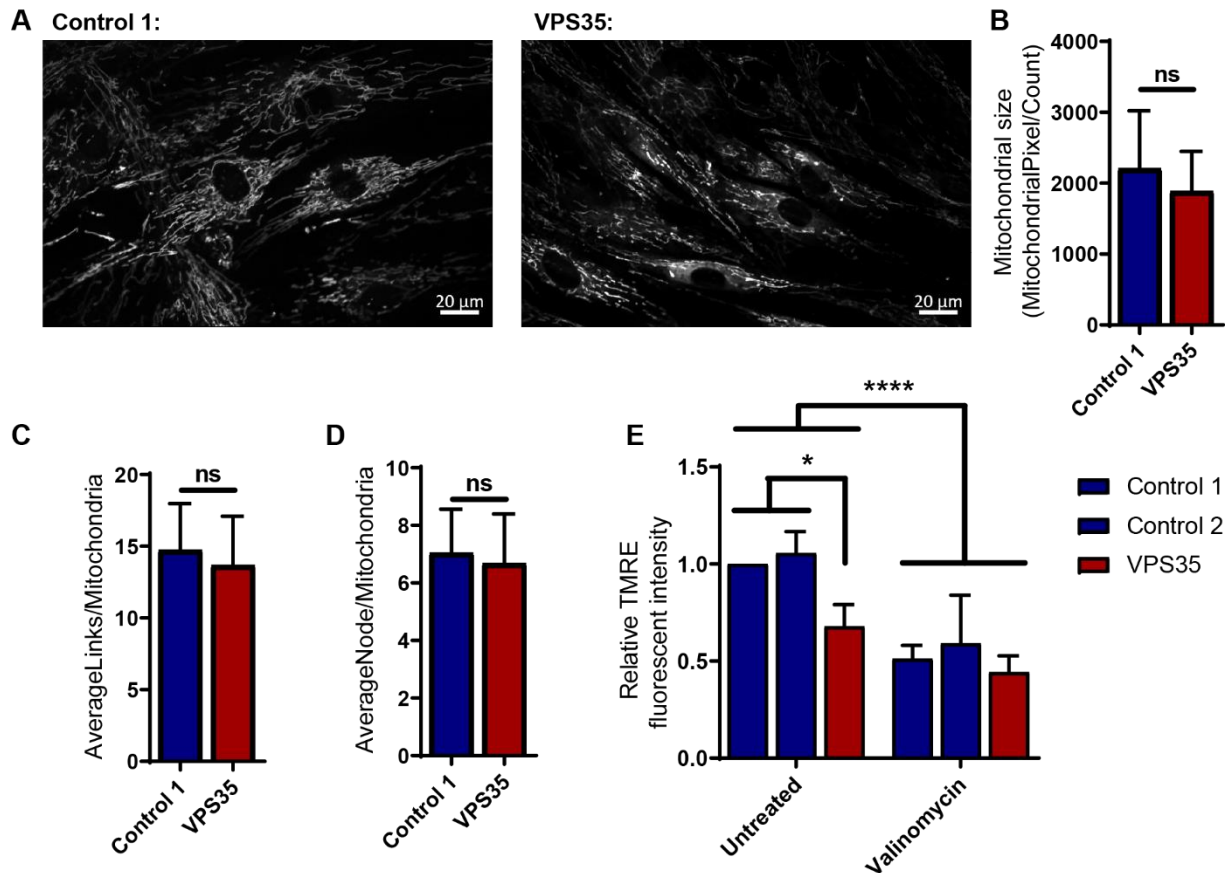 A
Control 1:
VPS35:
20 µm
20 µm
B
4000
3000
2000
1000
0
Mitochondrial size
(MitochondrialPixel/Count)
ns
Control 1
VPS35
C
20
15
10
5
0
AverageLinks/Mitochondria
ns
Control 1
VPS35
D
10
8
6
4
2
0
AverageNode/Mitochondria
ns
Control 1
VPS35
E
1.5
1.0
0.5
0.0
Relative TMRE
fluorescent intensity
****
*
Untreated
Valinomycin
Control 1
Control 2
VPS35